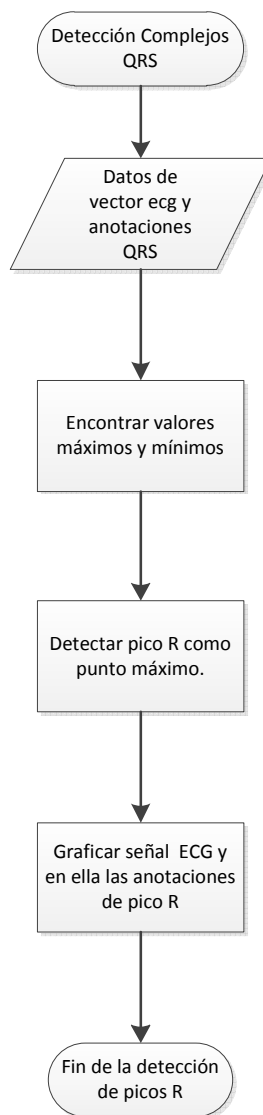 Detección Complejos
QRS
Datos de
vector ecg y
anotaciones
QRS
Encontrar valores
máximos y mínimos
Detectar pico R como
punto máximo.
Graficar señal ECG y
en ella las anotaciones
de pico R
Fin de la detección
de picos R